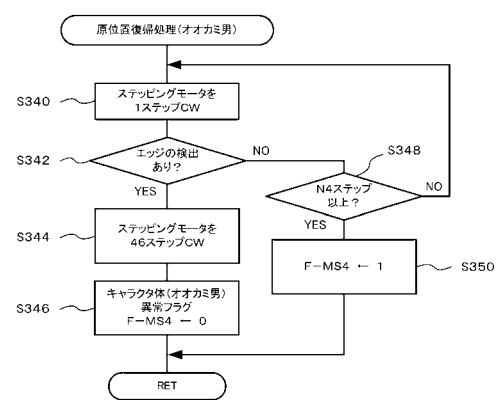 原位置復帰処理(オオカミ男)
S340
ステッピングモータを
1ステップCW
S342
エッジの検出
あり?
NO
YES
S348
N4ステップ
以上?
NO
YES
S344
ステッピングモータを
46ステップCW
S350
F−MS4 ← 1
S346
キャラクタ体(オオカミ男)
異常フラグ
F−MS4 ← 0
RET